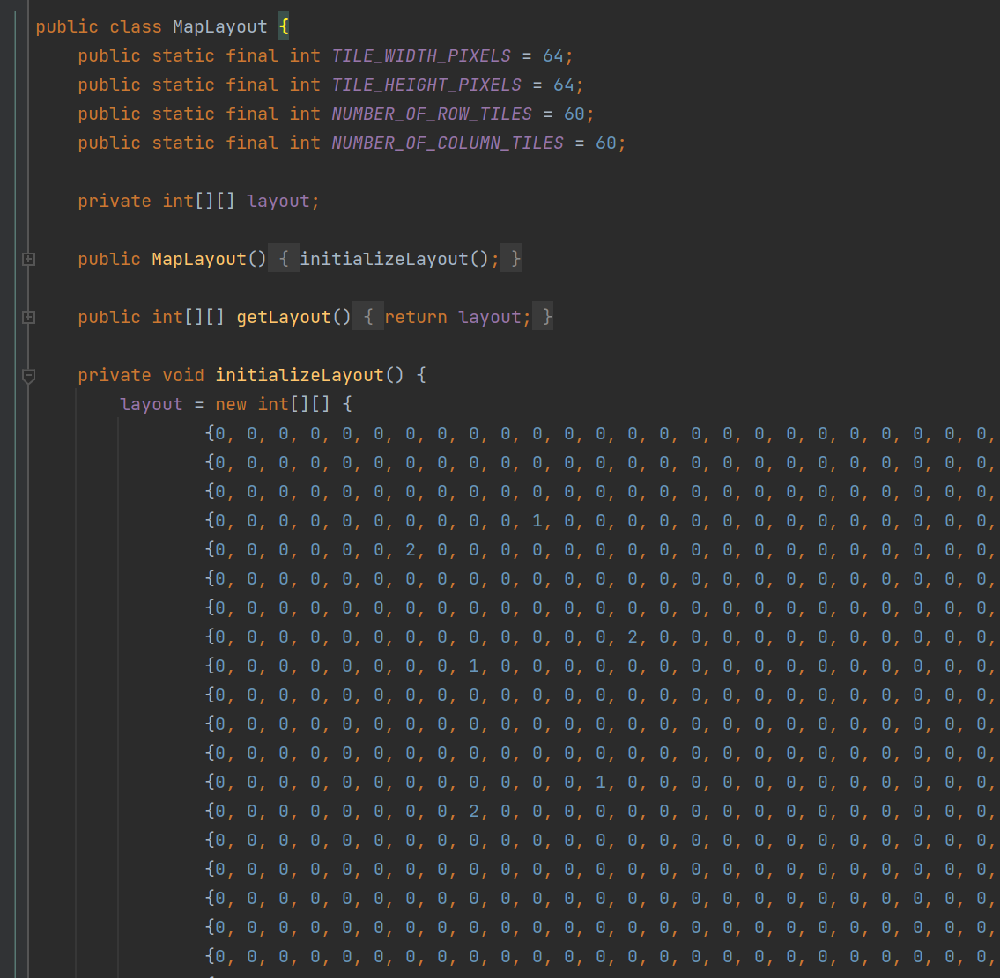 public class MapLayout {
public static final int TILE_WIDTH_PIXELS = 64;
public static final int TILE_HEIGHT_PIXELS = 64;
public static final int NUMBER_OF_ROW_TILES = 60;
public static final int NUMBER_OF_COLUMN_TILES = 60;
private int[][] layout;
public MapLayout() { initializeLayout(); }
public int[][] getLayout() { return layout; }
private void initializeLayout() {
layout = new int[][] {
{0, 0, 0, 0, 0, 0, 0, 0, 0, 0, 0, 0, 0, 0, 0, 0, 0, 0, 0, 0, 0, 0, 0, 0, 0,
{0, 0, 0, 0, 0, 0, 0, 0, 0, 0, 0, 0, 0, 0, 0, 0, 0, 0, 0, 0, 0, 0, 0, 0, 0,
{0, 0, 0, 0, 0, 0, 0, 0, 0, 0, 0, 0, 0, 0, 0, 0, 0, 0, 0, 0, 0, 0, 0, 0, 0,
{0, 0, 0, 0, 0, 0, 0, 0, 0, 0, 1, 0, 0, 0, 0, 0, 0, 0, 0, 0, 0, 0, 0, 0, 0,
{0, 0, 0, 0, 0, 0, 2, 0, 0, 0, 0, 0, 0, 0, 0, 0, 0, 0, 0, 0, 0, 0, 0, 0, 0,
{0, 0, 0, 0, 0, 0, 0, 0, 0, 0, 0, 0, 0, 0, 0, 0, 0, 0, 0, 0, 0, 0, 0, 0, 0,
{0, 0, 0, 0, 0, 0, 0, 0, 0, 0, 0, 0, 0, 0, 0, 0, 0, 0, 0, 0, 0, 0, 0, 0, 0,
{0, 0, 0, 0, 0, 0, 0, 0, 0, 0, 0, 0, 0, 2, 0, 0, 0, 0, 0, 0, 0, 0, 0, 0, 0,
{0, 0, 0, 0, 0, 0, 0, 0, 1, 0, 0, 0, 0, 0, 0, 0, 0, 0, 0, 0, 0, 0, 0, 0, 0,
{0, 0, 0, 0, 0, 0, 0, 0, 0, 0, 0, 0, 0, 0, 0, 0, 0, 0, 0, 0, 0, 0, 0, 0, 0,
{0, 0, 0, 0, 0, 0, 0, 0, 0, 0, 0, 0, 0, 0, 0, 0, 0, 0, 0, 0, 0, 0, 0, 0, 0,
{0, 0, 0, 0, 0, 0, 0, 0, 0, 0, 0, 0, 0, 0, 0, 0, 0, 0, 0, 0, 0, 0, 0, 0, 0,
{0, 0, 0, 0, 0, 0, 0, 0, 0, 0, 0, 0, 1, 0, 0, 0, 0, 0, 0, 0, 0, 0, 0, 0, 0,
{0, 0, 0, 0, 0, 0, 0, 0, 2, 0, 0, 0, 0, 0, 0, 0, 0, 0, 0, 0, 0, 0, 0, 0, 0,
{0, 0, 0, 0, 0, 0, 0, 0, 0, 0, 0, 0, 0, 0, 0, 0, 0, 0, 0, 0, 0, 0, 0, 0, 0,
{0, 0, 0, 0, 0, 0, 0, 0, 0, 0, 0, 0, 0, 0, 0, 0, 0, 0, 0, 0, 0, 0, 0, 0, 0,
{0, 0, 0, 0, 0, 0, 0, 0, 0, 0, 0, 0, 0, 0, 0, 0, 0, 0, 0, 0, 0, 0, 0, 0, 0,
{0, 0, 0, 0, 0, 0, 0, 0, 0, 0, 0, 0, 0, 0, 0, 0, 0, 0, 0, 0, 0, 0, 0, 0, 0,
{0, 0, 0, 0, 0, 0, 0, 0, 0, 0, 0, 0, 0, 0, 0, 0, 0, 0, 0, 0, 0, 0, 0, 0, 0,